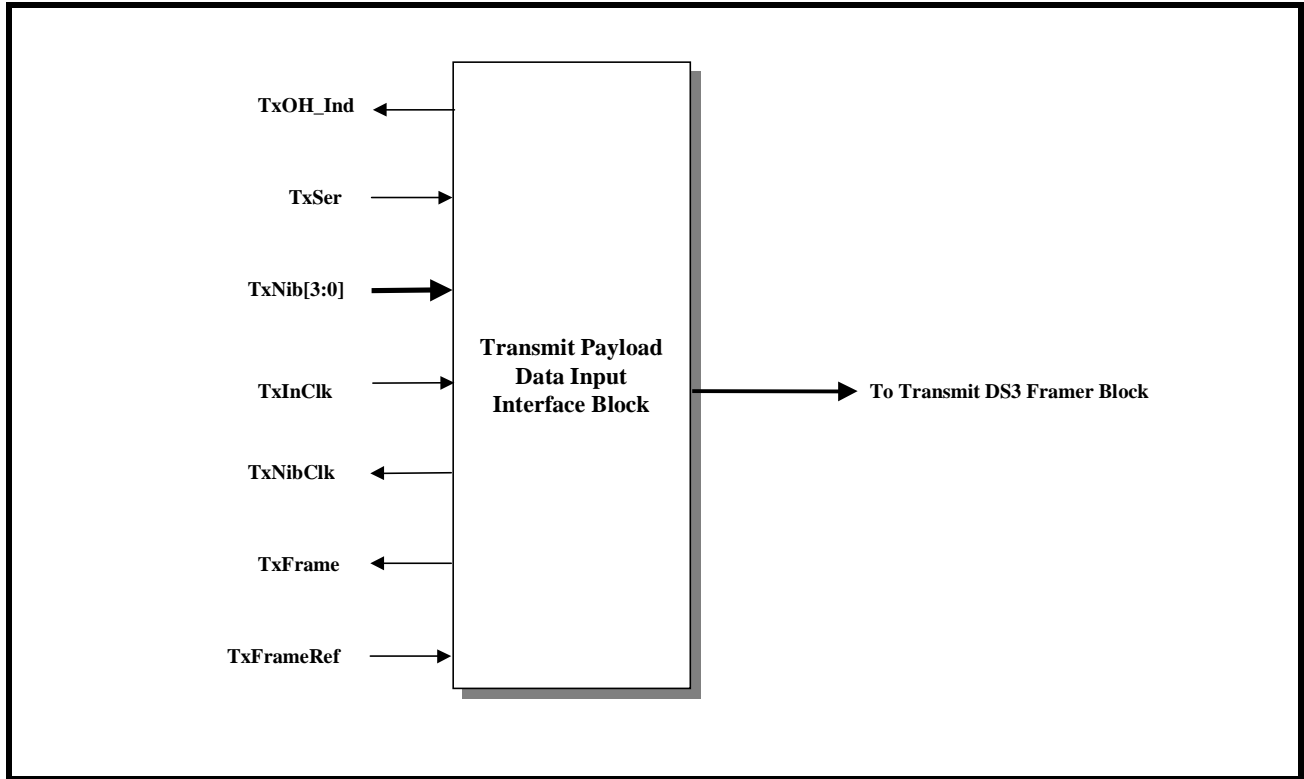 TxOH_Ind
TxSer
TxNib[3:0]
TxInClk
TxNibClk
TxFrame
TxFrameRef
Transmit Payload
Data Input
Interface Block
To Transmit DS3 Framer Block